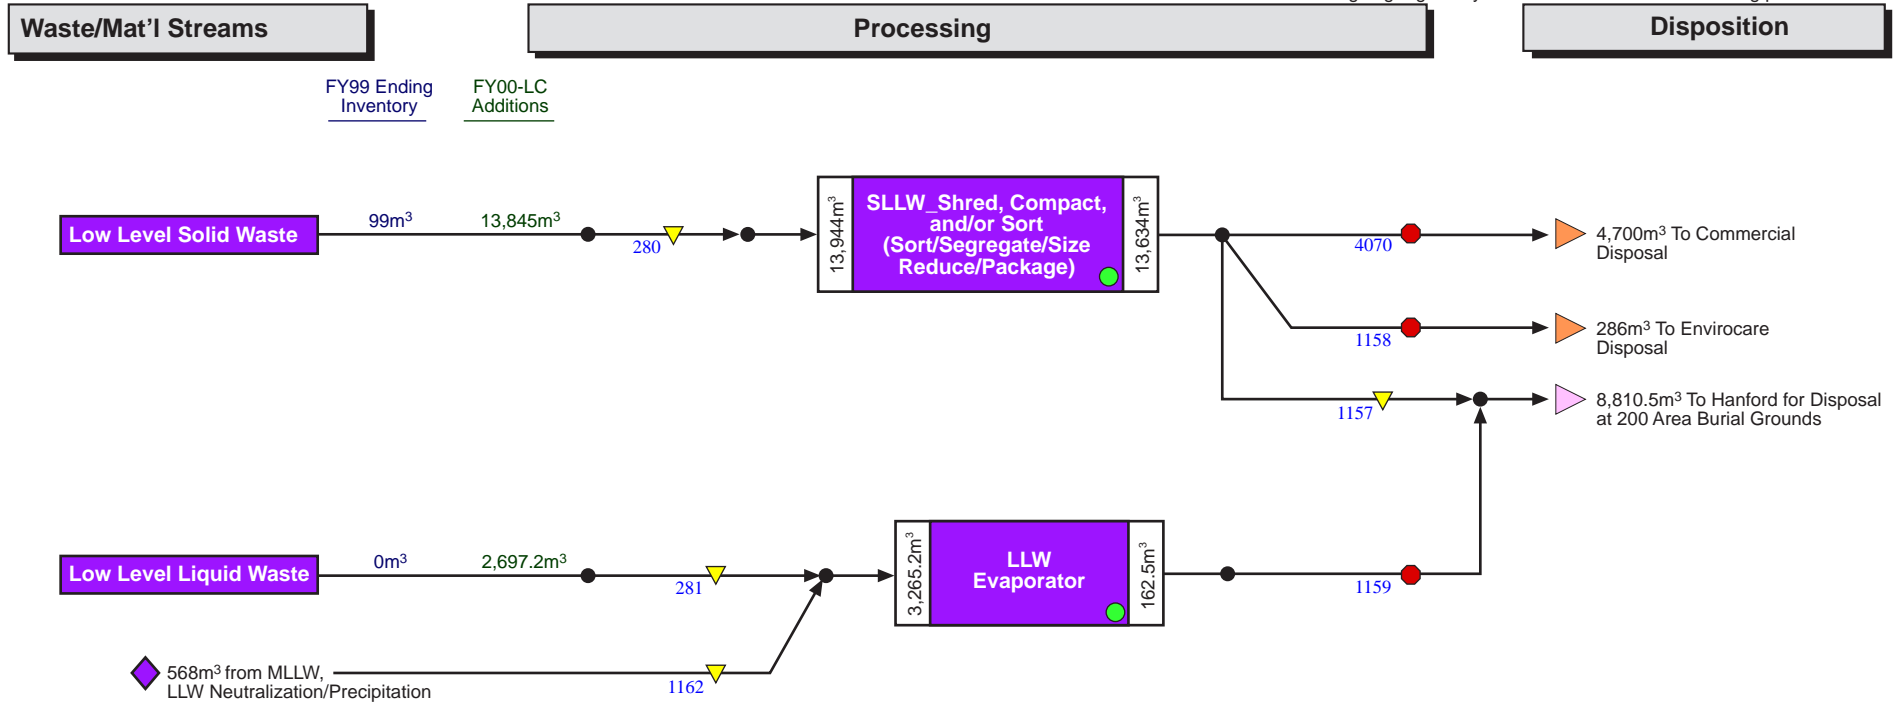 Waste/Mat'l Streams
Processing
Disposition
FY99 Ending
Inventory
FY00-LC
Additions
Low Level Solid Waste
99m³
13,845m³
280
13,944m³
SLLW_Shred, Compact,
and/or Sort
(Sort/Segregate/Size
Reduce/Package)
13,634m³
4070
4,700m³ To Commercial
Disposal
1158
286m³ To Envirocare
Disposal
1157
8,810.5m³ To Hanford for Disposal
at 200 Area Burial Grounds
Low Level Liquid Waste
0m³
2,697.2m³
281
3,265.2m³
LLW
Evaporator
162.5m³
1159
568m³ from MLLW,
LLW Neutralization/Precipitation
1162